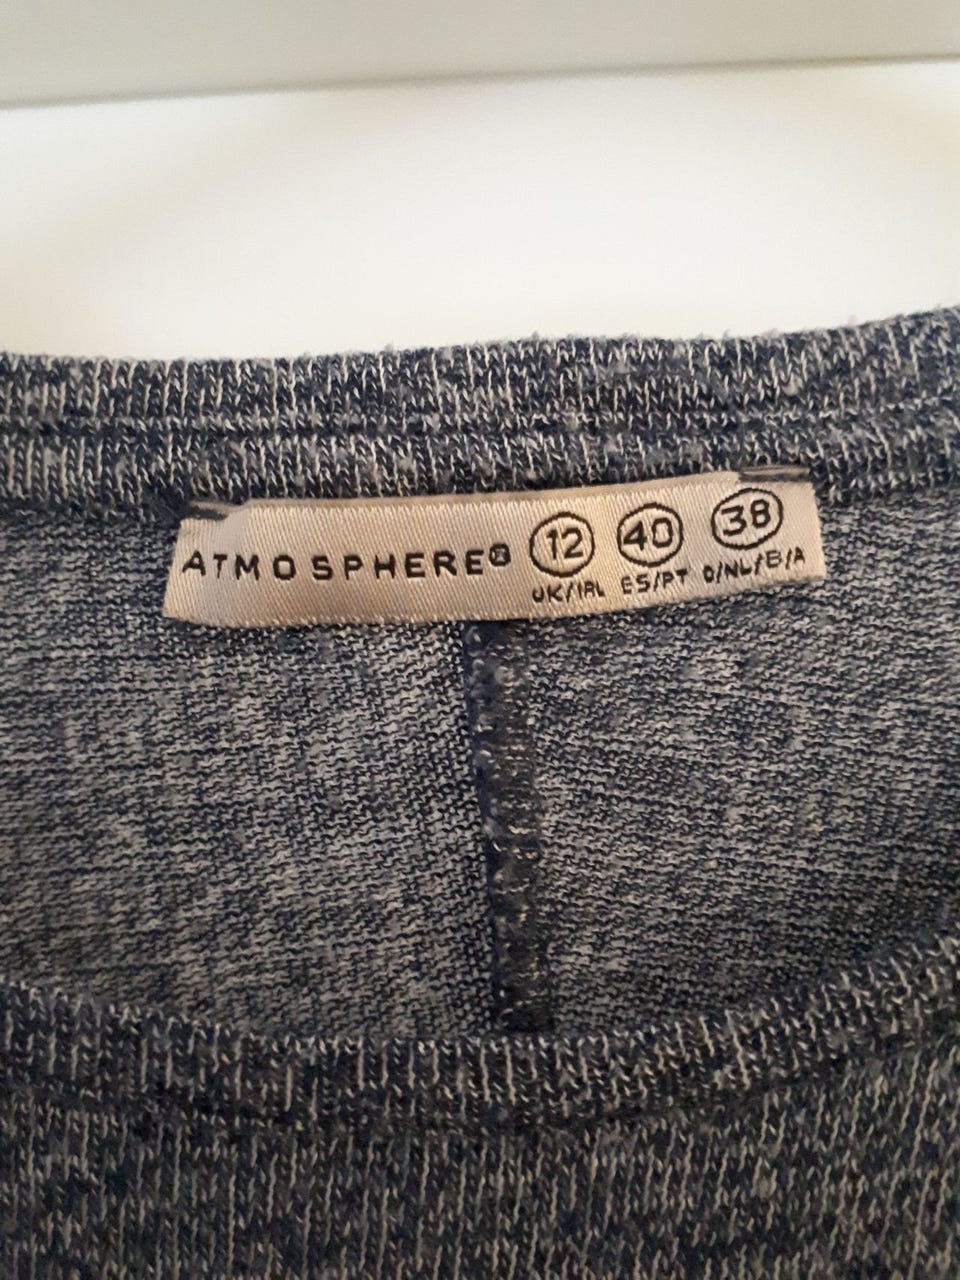 ATMOSPHERE® 12 40 38
UK/IRL ES/PT D/NL/B/A